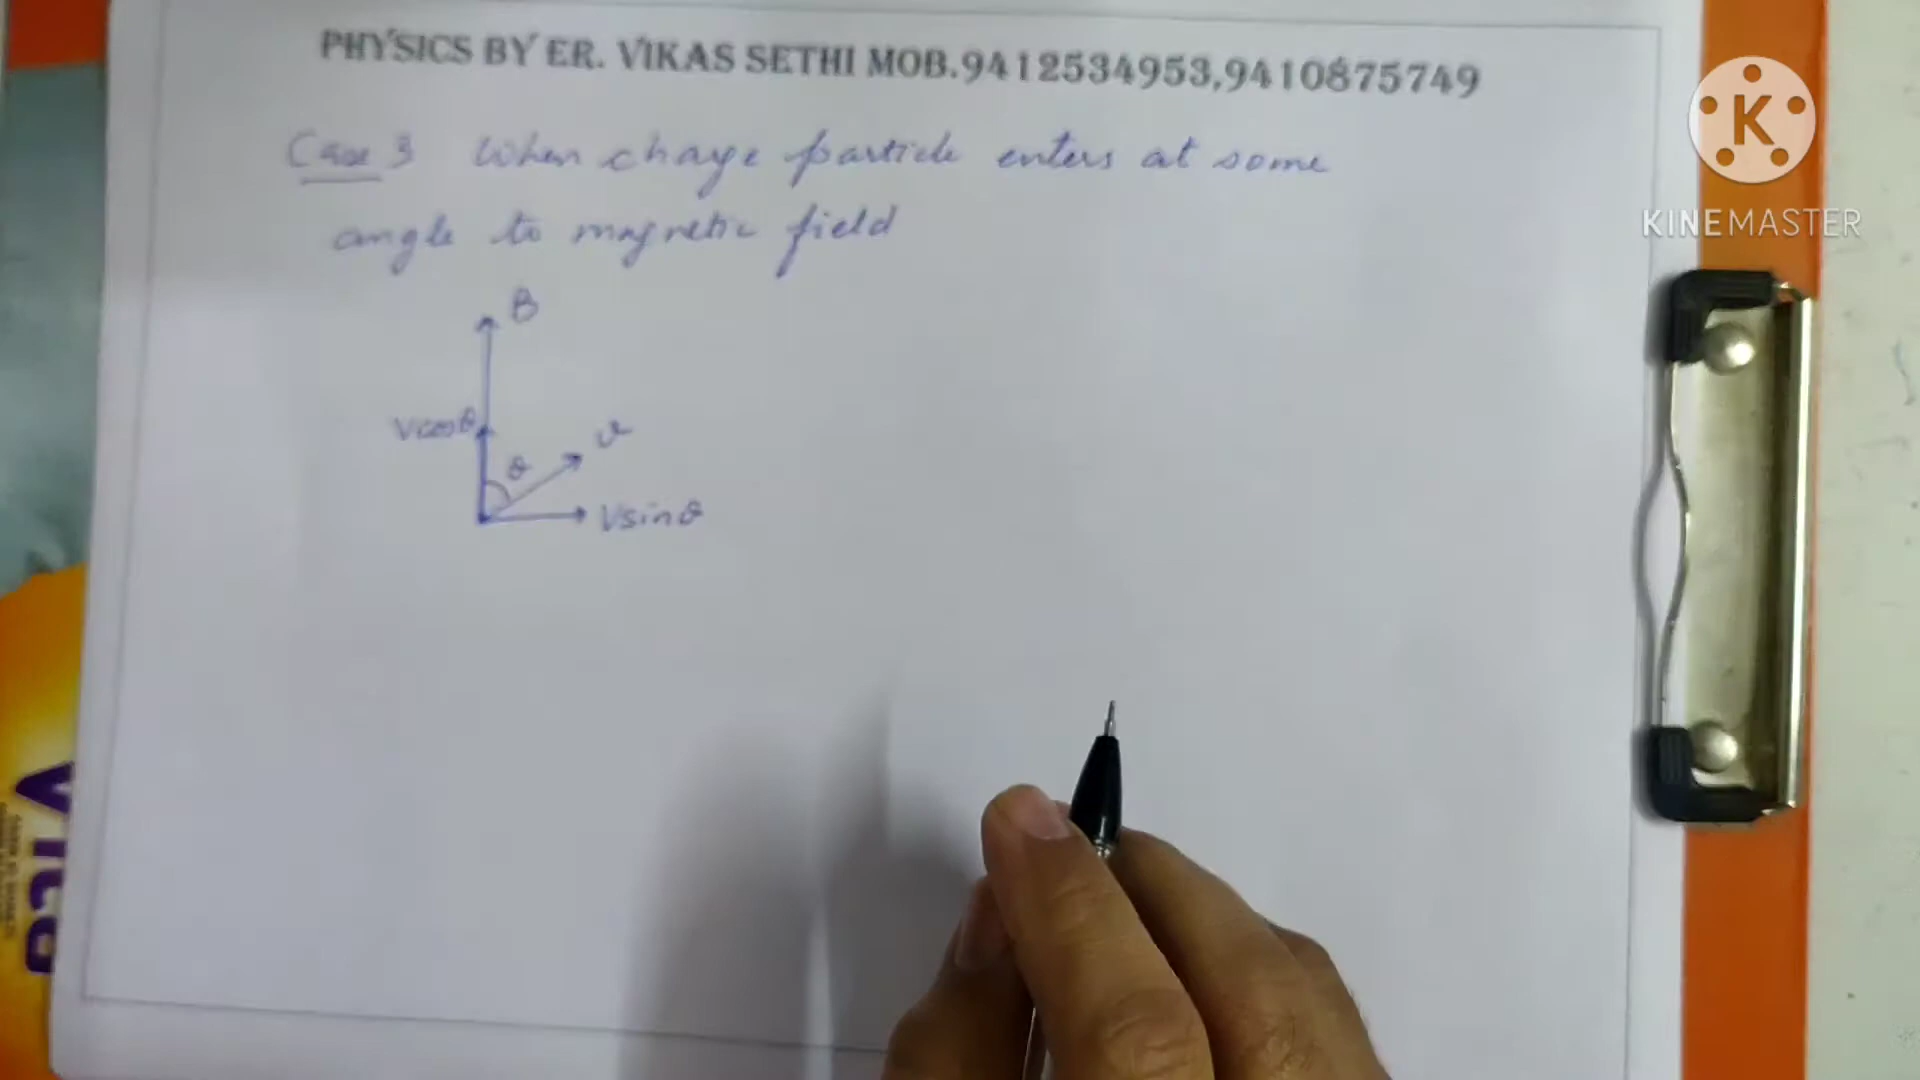 PHYSICS BY ER. VIKAS SETHI MOB.9412534953,9410875749
K
KINEMASTER
Case 3 When charge particle enters at some
angle to magnetic field
B
Vcosθ
θ
v
Vsinθ
Vita